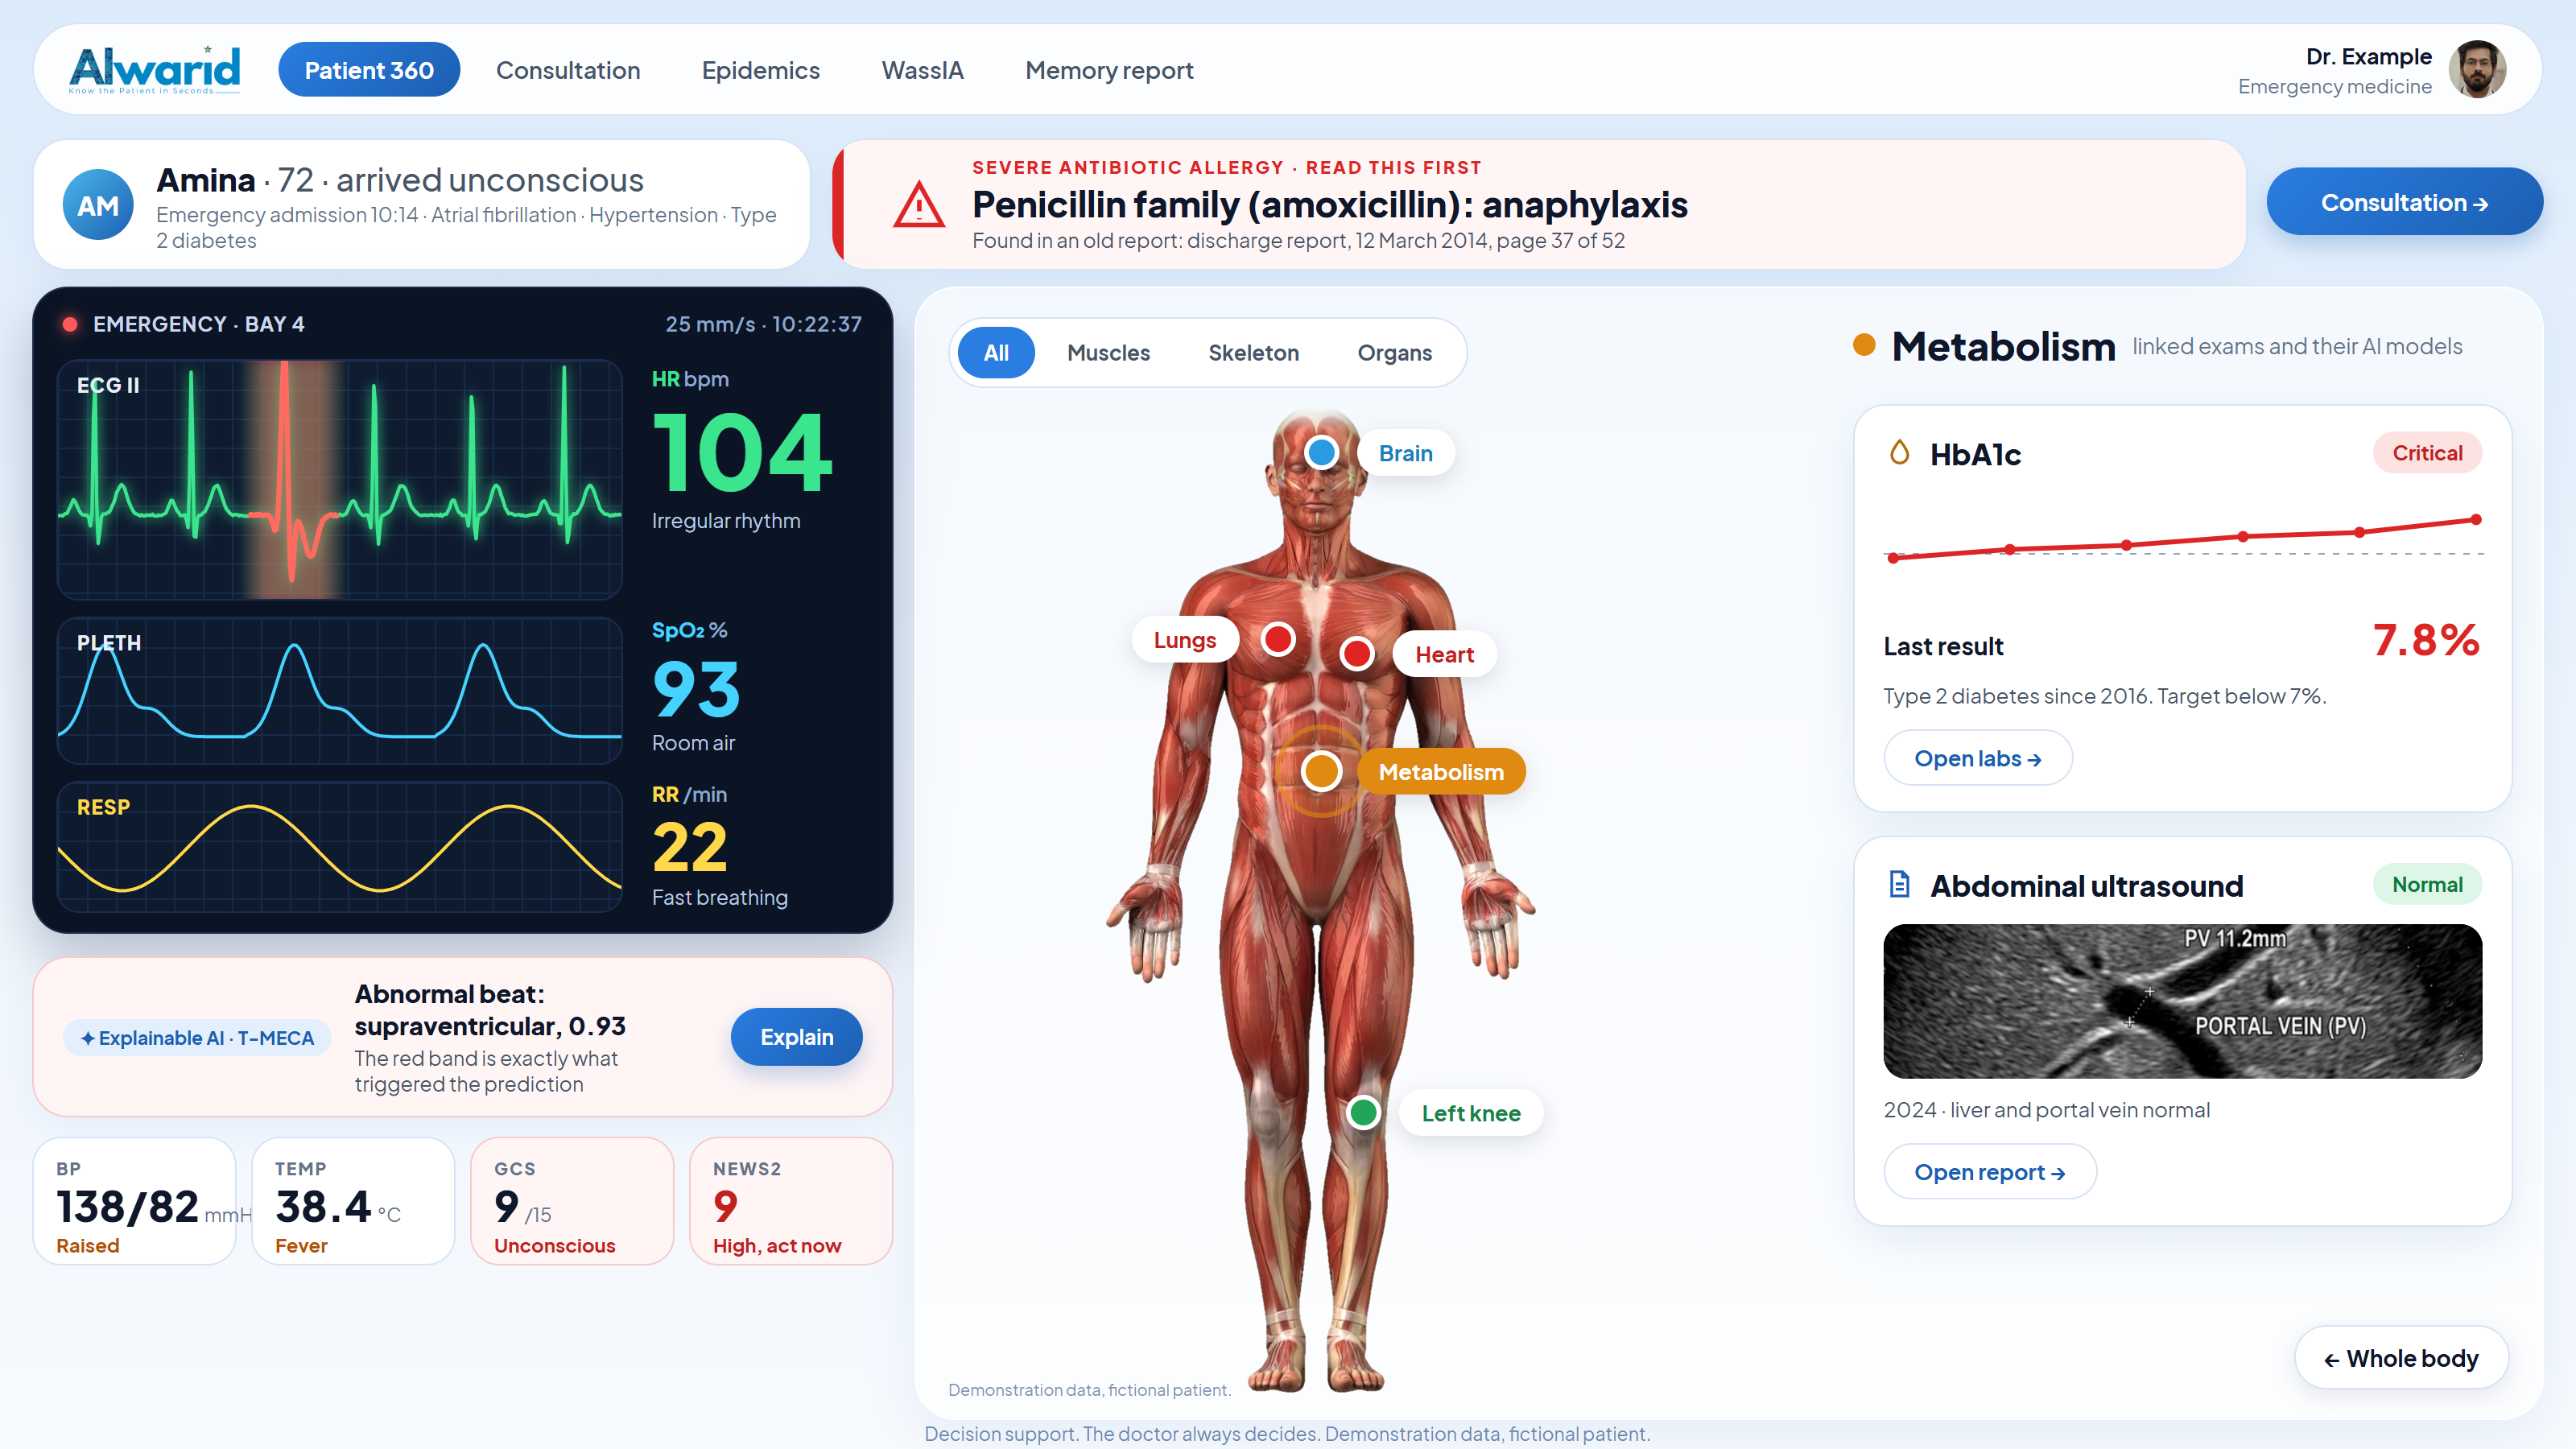 Alwarid
Know the Patient in Seconds
Patient 360
Consultation
Epidemics
WassIA
Memory report
Dr. Example
Emergency medicine
AM
Amina · 72 · arrived unconscious
Emergency admission 10:14 · Atrial fibrillation · Hypertension · Type
2 diabetes
SEVERE ANTIBIOTIC ALLERGY · READ THIS FIRST
Penicillin family (amoxicillin): anaphylaxis
Found in an old report: discharge report, 12 March 2014, page 37 of 52
Consultation →
EMERGENCY · BAY 4
25 mm/s · 10:22:37
ECG II
HR bpm
104
Irregular rhythm
PLETH
SpO₂ %
93
Room air
RESP
RR /min
22
Fast breathing
✦ Explainable AI · T-MECA
Abnormal beat:
supraventricular, 0.93
The red band is exactly what
triggered the prediction
Explain
BP
138/82 mmH
Raised
TEMP
38.4 °C
Fever
GCS
9 /15
Unconscious
NEWS2
9
High, act now
All
Muscles
Skeleton
Organs
Brain
Lungs
Heart
Metabolism
Left knee
Demonstration data, fictional patient.
Metabolism linked exams and their AI models
HbA1c
Critical
Last result
7.8%
Type 2 diabetes since 2016. Target below 7%.
Open labs →
Abdominal ultrasound
Normal
PV 11.2mm
PORTAL VEIN (PV)
2024 · liver and portal vein normal
Open report →
← Whole body
Decision support. The doctor always decides. Demonstration data, fictional patient.